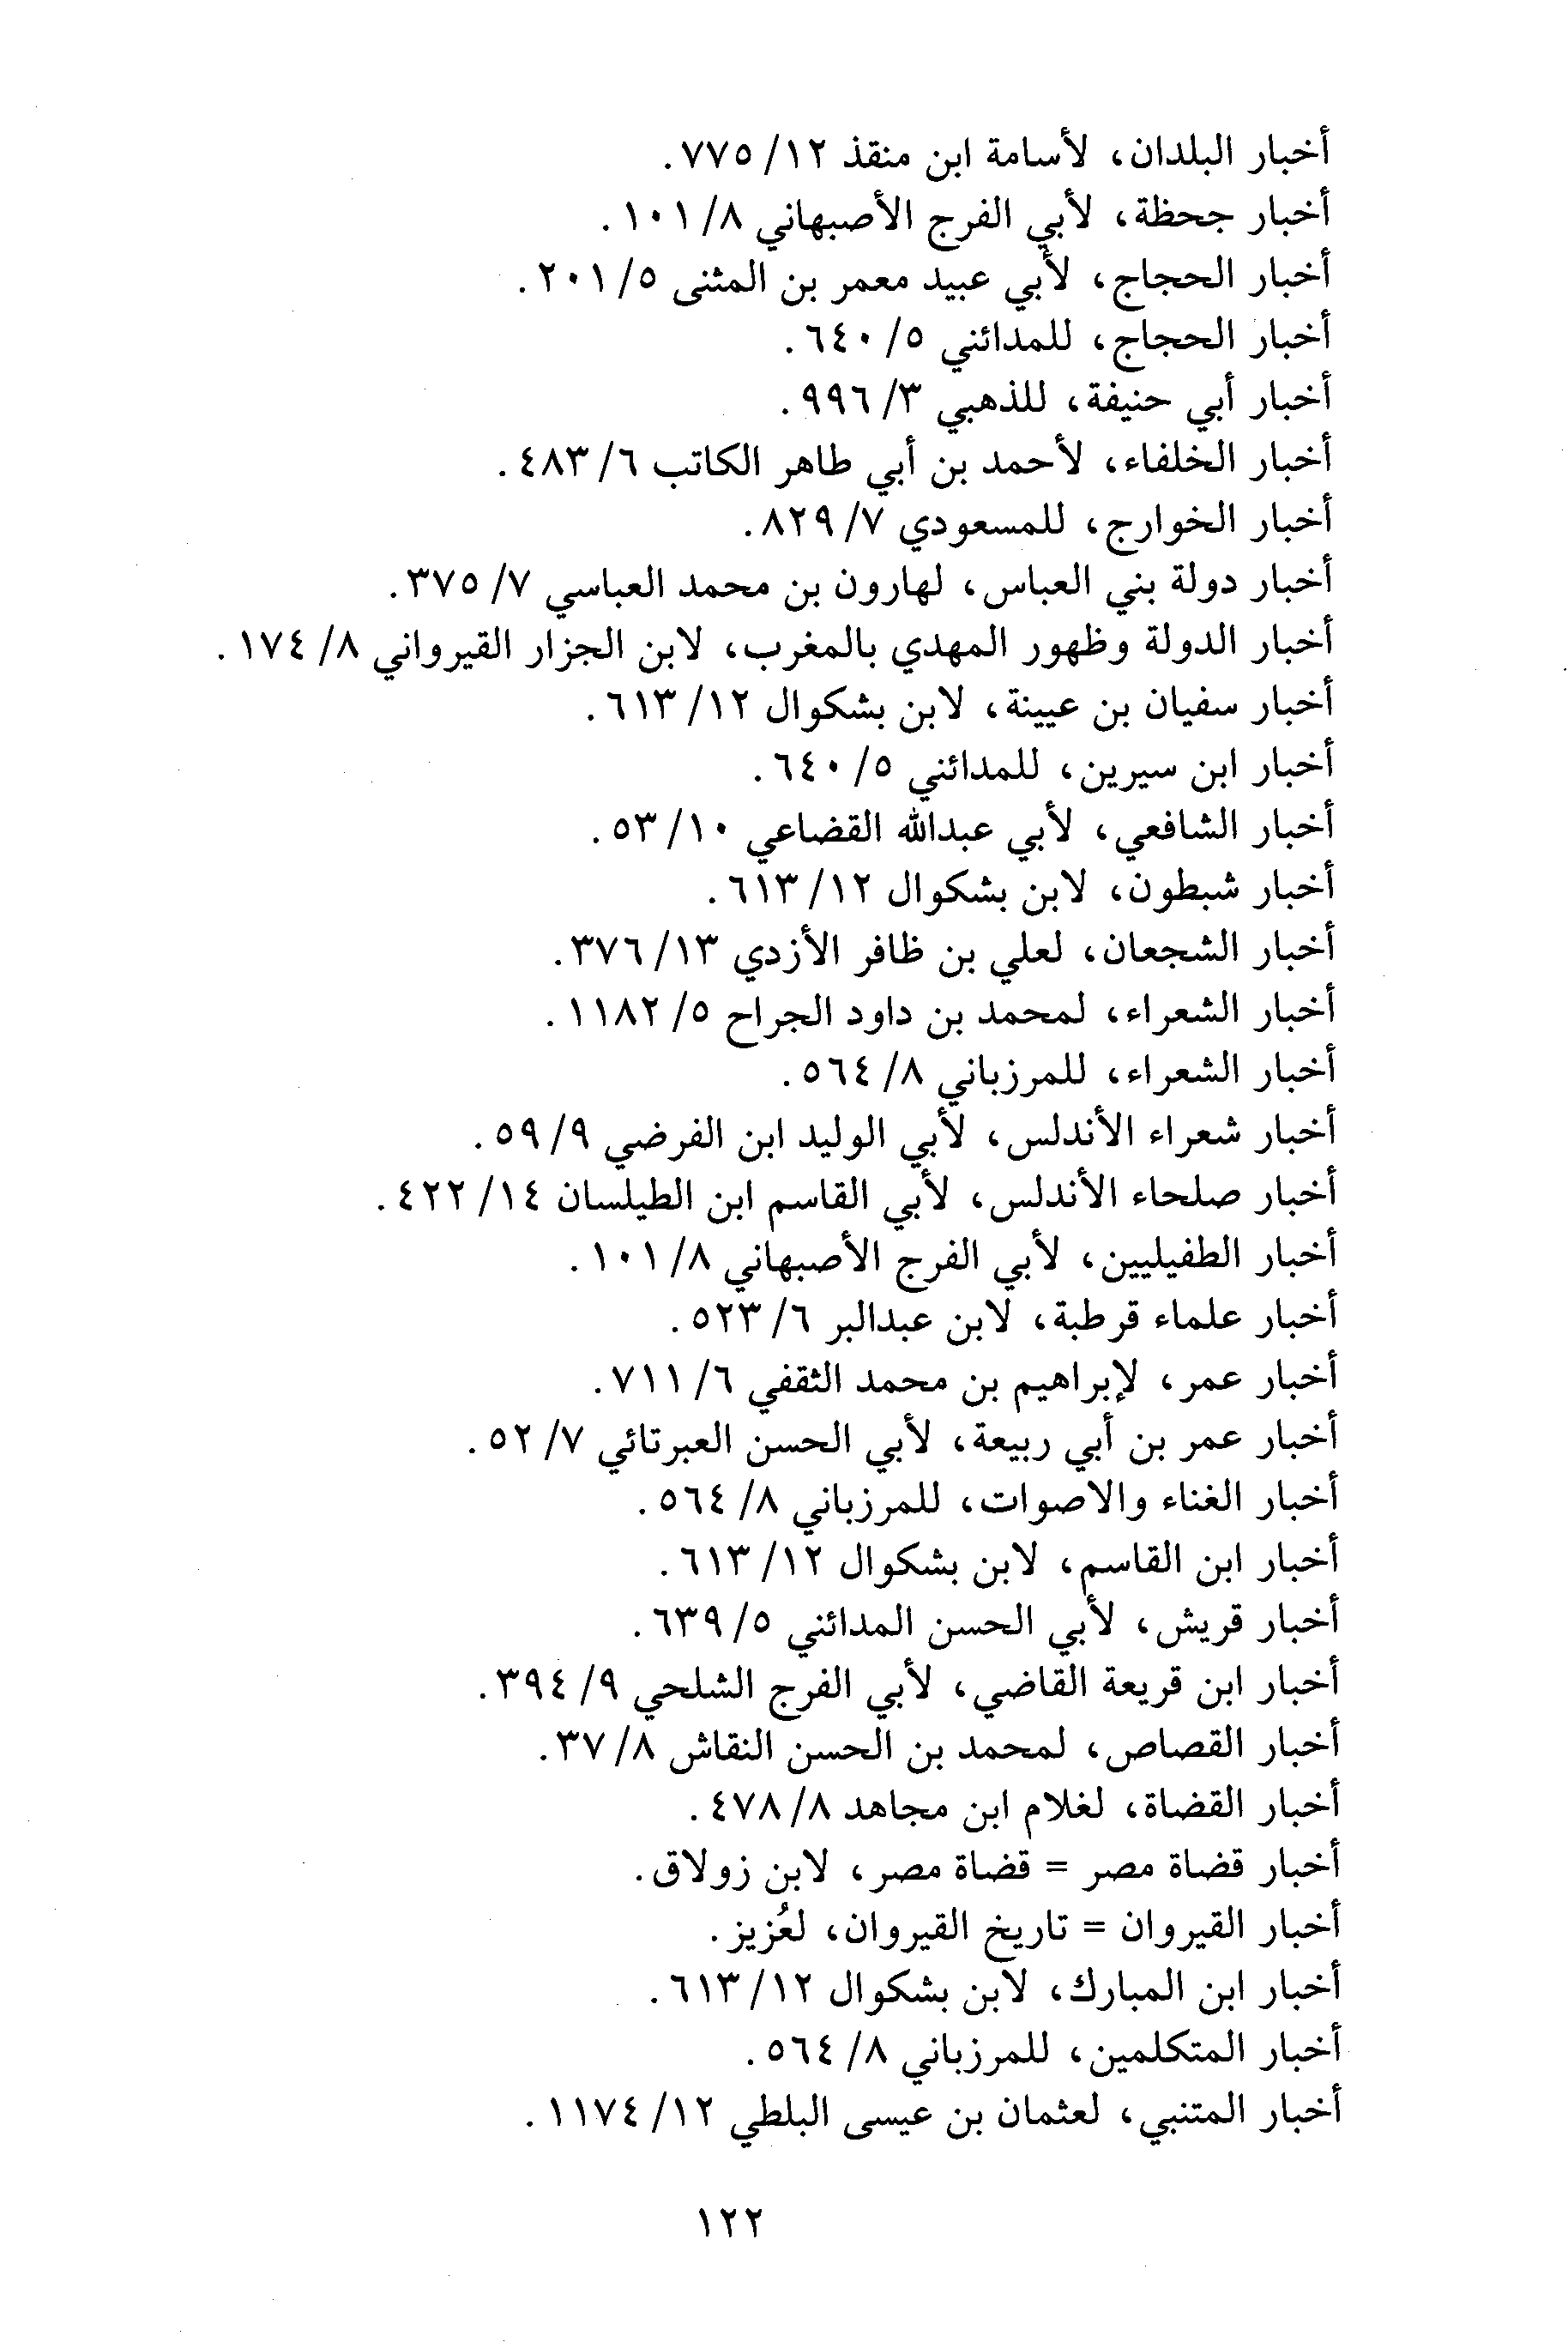 أخبار البلدان، لأسامة ابن منقذ ١٢/ ٧٧٥.
أخبار جحظة، لأبي الفرج الأصبهاني ٨/ ١٠١.
أخبار الحجاج، لأبي عبيد معمر بن المثنى ٥/ ٢٠١.
أخبار الحجاج، للمدائني ٥/ ٦٤٠.
أخبار أبي حنيفة، للذهبي ٣/ ٩٩٦.
أخبار الخلفاء، لأحمد بن أبي طاهر الكاتب ٦/ ٤٨٣.
أخبار الخوارج، للمسعودي ٧/ ٨٢٩.
أخبار دولة بني العباس، لهارون بن محمد العباسي ٧/ ٣٧٥.
أخبار الدولة وظهور المهدي بالمغرب، لابن الجزار القيرواني ٨/ ١٧٤.
أخبار سفيان بن عيينة، لابن بشكوال ١٢/ ٦١٣.
أخبار ابن سيرين، للمدائني ٥/ ٦٤٠.
أخبار الشافعي، لأبي عبدالله القضاعي ١٠/ ٥٣.
أخبار شبطون، لابن بشكوال ١٢/ ٦١٣.
أخبار الشجعان، لعلي بن ظافر الأزدي ١٣/ ٣٧٦.
أخبار الشعراء، لمحمد بن داود الجراح ٥/ ١١٨٢.
أخبار الشعراء، للمرزباني ٨/ ٥٦٤.
أخبار شعراء الأندلس، لأبي الوليد ابن الفرضي ٩/ ٥٩.
أخبار صلحاء الأندلس، لأبي القاسم ابن الطيلسان ١٤/ ٤٢٢.
أخبار الطفيليين، لأبي الفرج الأصبهاني ٨/ ١٠١.
أخبار علماء قرطبة، لابن عبدالبر ٦/ ٥٢٣.
أخبار عمر، لإبراهيم بن محمد الثقفي ٦/ ٧١١.
أخبار عمر بن أبي ربيعة، لأبي الحسن العبرتائي ٧/ ٥٢.
أخبار الغناء والاصوات، للمرزباني ٨/ ٥٦٤.
أخبار ابن القاسم، لابن بشكوال ١٢/ ٦١٣.
أخبار قريش، لأبي الحسن المدائني ٥/ ٦٣٩.
أخبار ابن قريعة القاضي، لأبي الفرج الشلحي ٩/ ٣٩٤.
أخبار القصاص، لمحمد بن الحسن النقاش ٨/ ٣٧.
أخبار القضاة، لغلام ابن مجاهد ٨/ ٤٧٨.
أخبار قضاة مصر = قضاة مصر، لابن زولاق.
أخبار القيروان = تاريخ القيروان، لعُزيز.
أخبار ابن المبارك، لابن بشكوال ١٢/ ٦١٣.
أخبار المتكلمين، للمرزباني ٨/ ٥٦٤.
أخبار المتنبي، لعثمان بن عيسى البلطي ١٢/ ١١٧٤.
١٢٢